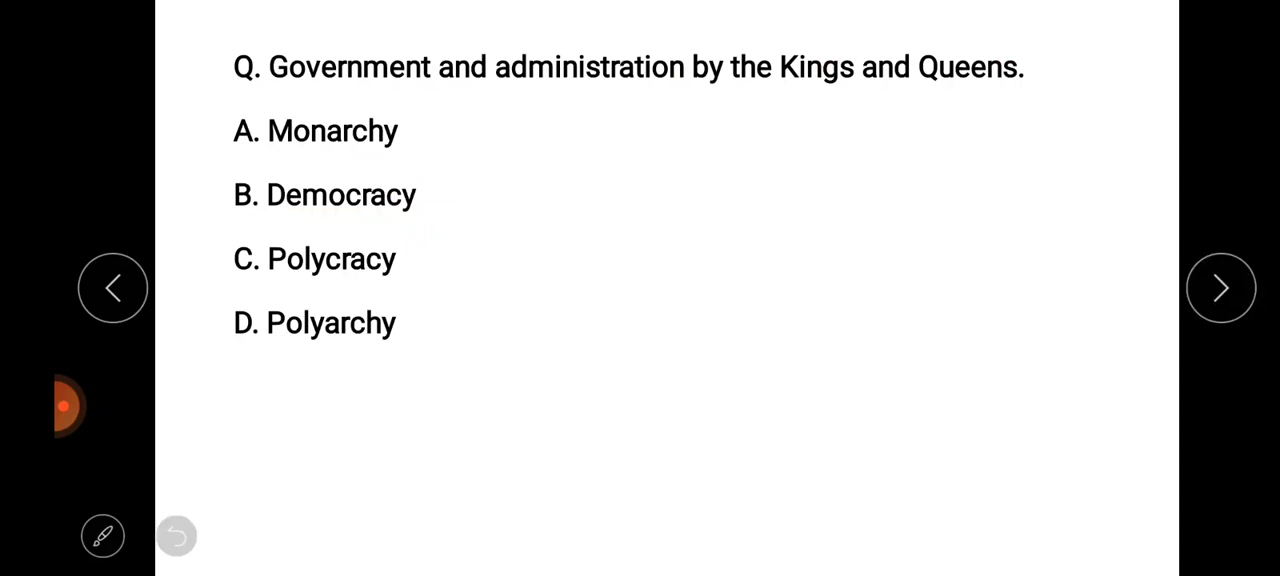 Q. Government and administration by the Kings and Queens.
A. Monarchy
B. Democracy
C. Polycracy
D. Polyarchy